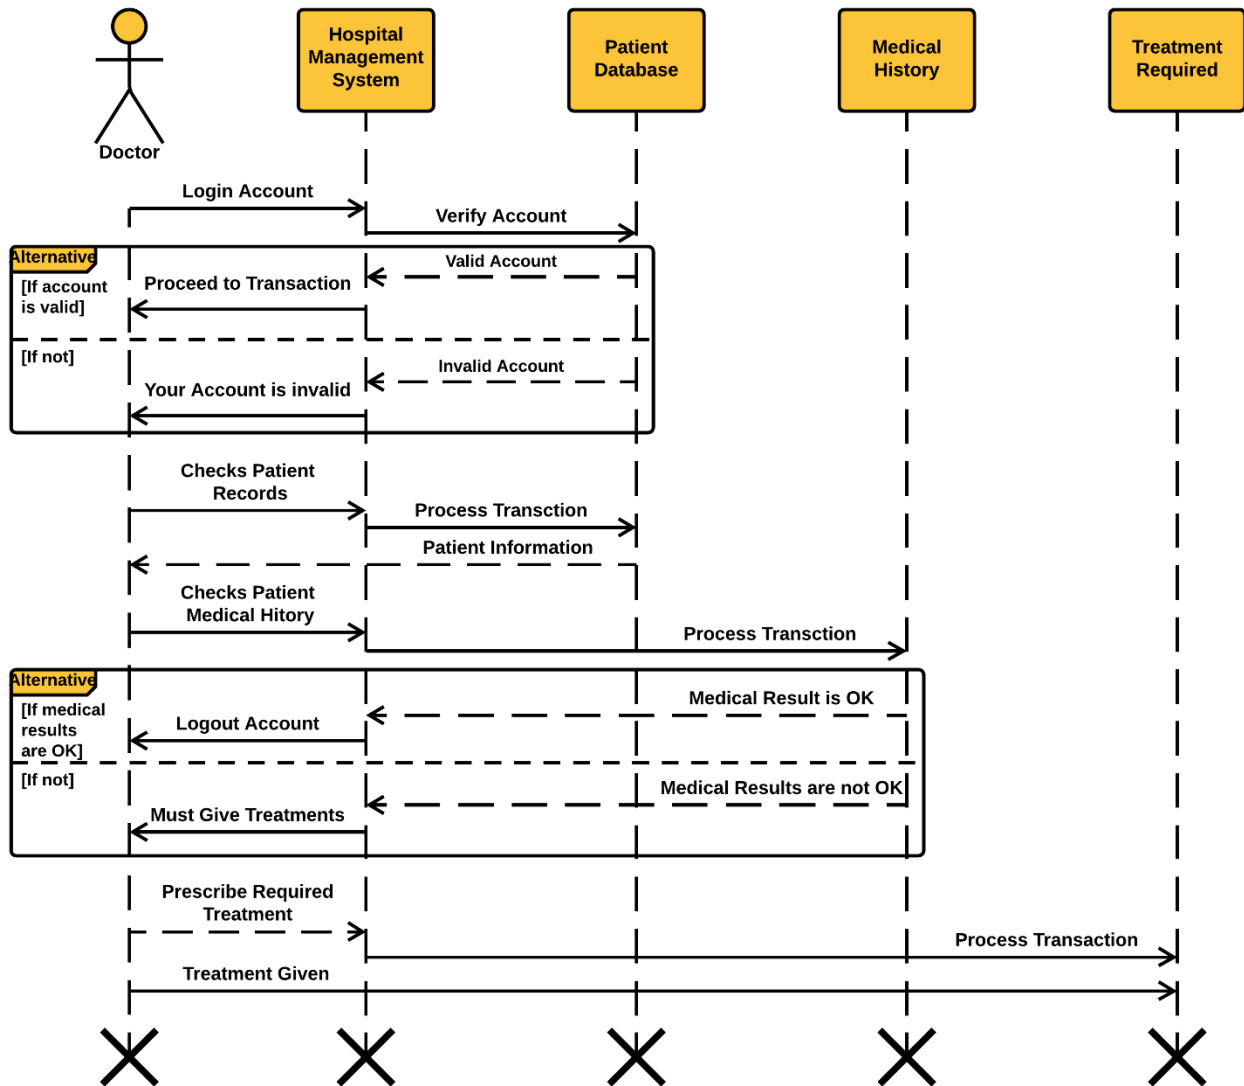 Hospital
Management
System
Patient
Database
Medical
History
Treatment
Required
Doctor
Login Account
Verify Account
Alternative
Valid Account
[If account
is valid]
Proceed to Transaction
[If not]
Invalid Account
Your Account is invalid
Checks Patient
Records
Process Transction
Patient Information
Checks Patient
Medical Hitory
Process Transction
Alternative
[If medical
results
are OK]
Medical Result is OK
Logout Account
[If not]
Medical Results are not OK
Must Give Treatments
Prescribe Required
Treatment
Process Transaction
Treatment Given